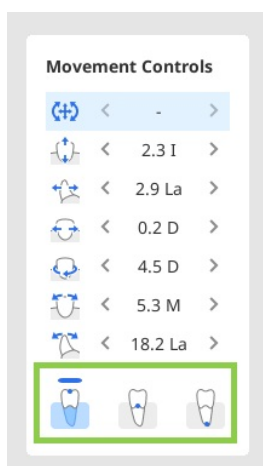 Movement Controls
< - >
< 2.3 I >
< 2.9 La >
< 0.2 D >
< 4.5 D >
< 5.3 M >
< 18.2 La >